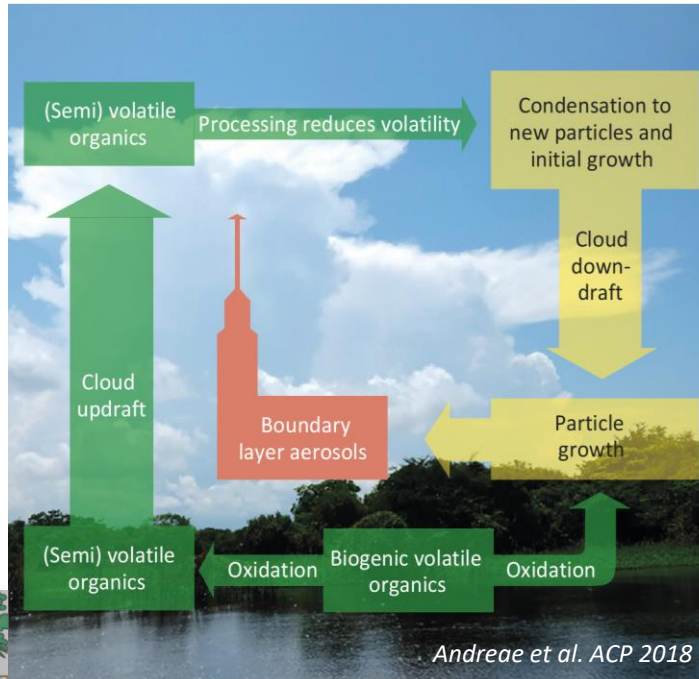 (Semi) volatile
organics
Processing reduces volatility
Condensation to
new particles and
initial growth
Cloud
down-
draft
Cloud
updraft
Boundary
layer aerosols
Particle
growth
(Semi) volatile
organics
Oxidation
Biogenic volatile
organics
Oxidation
Andreae et al. ACP 2018